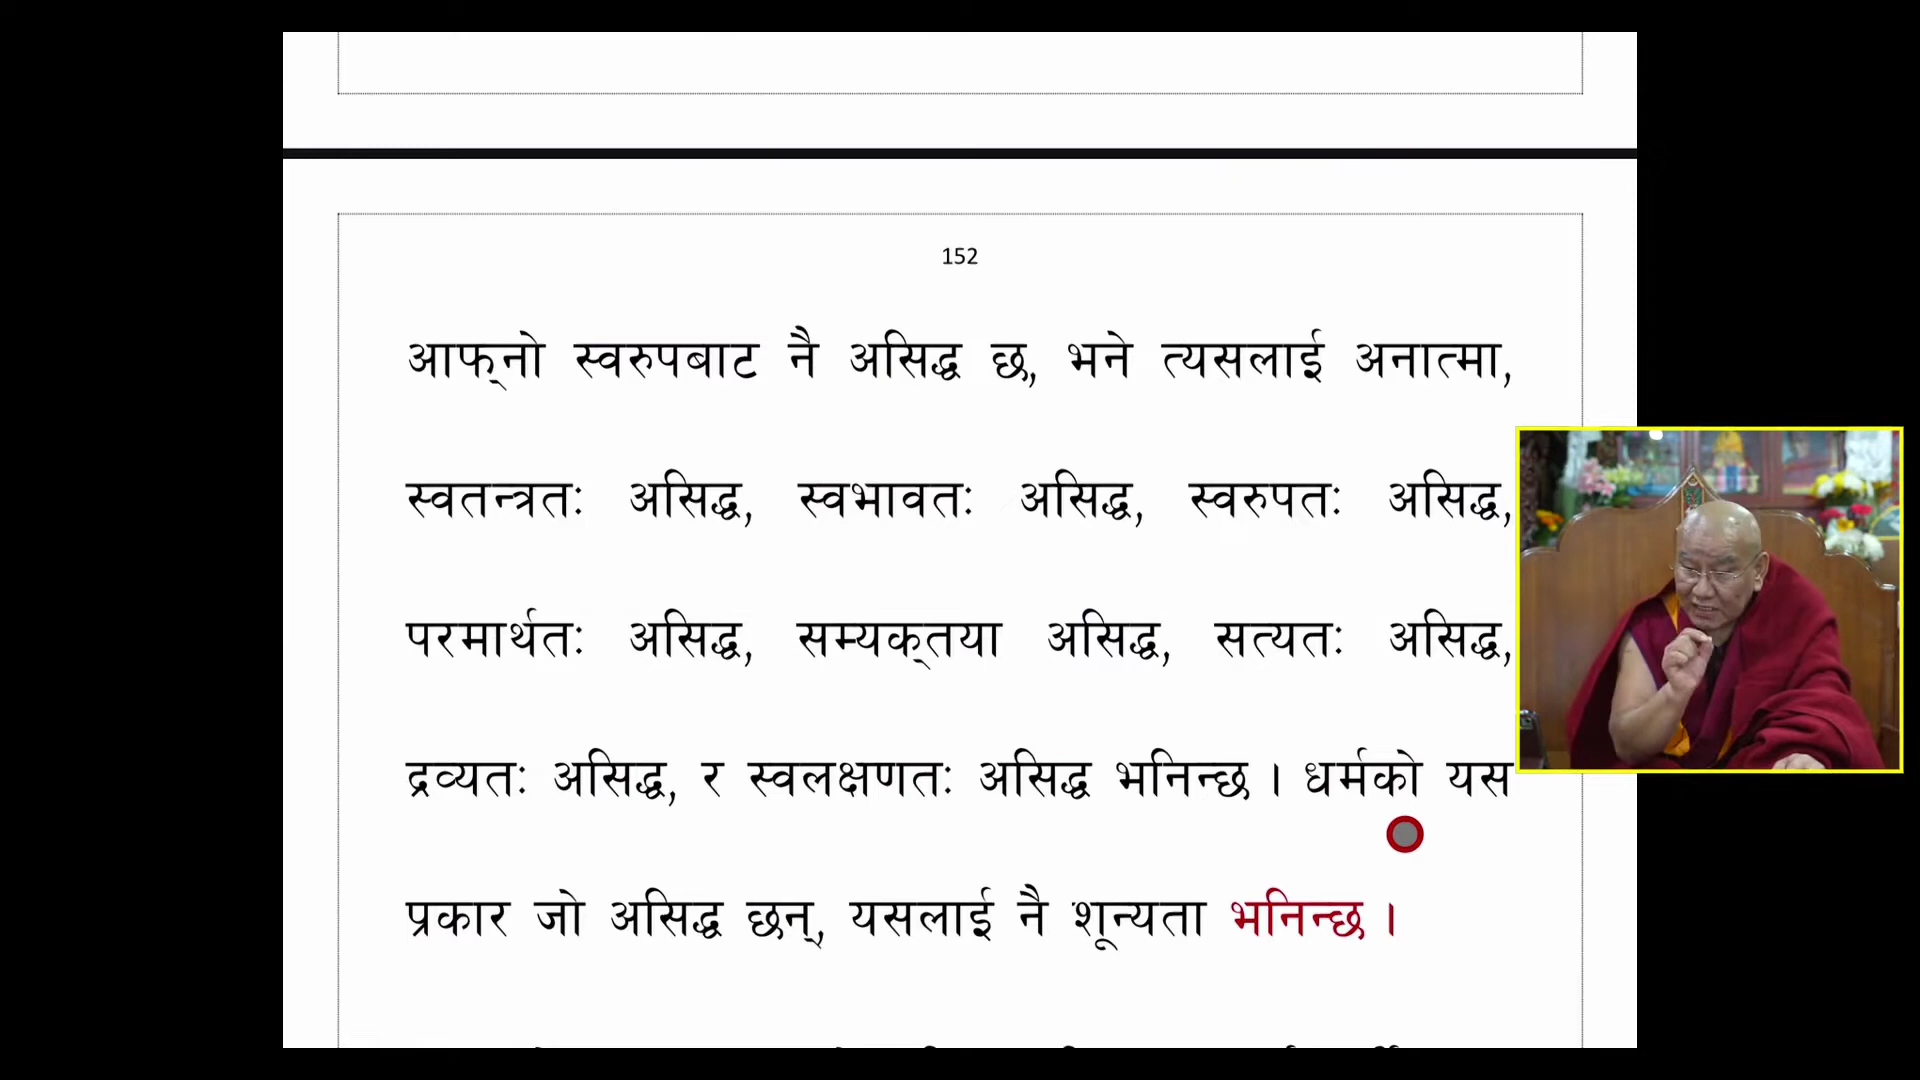 152
आफ्‌नो स्वरुपबाट नै असिद्ध छ, भने त्यसलाई अनात्मा,
स्वतन्त्रतः असिद्ध, स्वभावतः असिद्ध, स्वरुपतः असिद्ध,
परमार्थतः असिद्ध, सम्यक्‌तया असिद्ध, सत्यतः असिद्ध,
द्रव्यतः असिद्ध, र स्वलक्षणतः असिद्ध भनिन्छ । धर्मको यस
प्रकार जो असिद्ध छन्, यसलाई नै शून्यता भनिन्छ ।